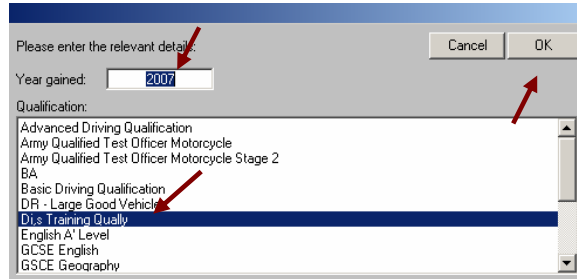 Please enter the relevant details:
Cancel
OK
Year gained:
2007
Qualification:
Advanced Driving Qualification
Army Qualified Test Officer Motorcycle
Army Qualified Test Officer Motorcycle Stage 2
BA
Basic Driving Qualification
DR - Large Good Vehicle
Di,s Training Qually
English A' Level
GCSE English
GSCE Geography